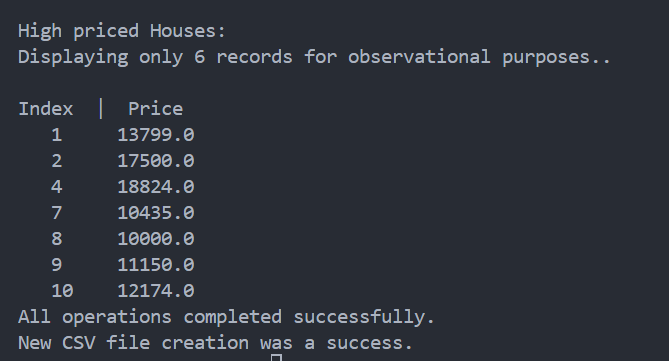 High priced Houses:
Displaying only 6 records for observational purposes..
Index | Price
1 13799.0
2 17500.0
4 18824.0
7 10435.0
8 10000.0
9 11150.0
10 12174.0
All operations completed successfully.
New CSV file creation was a success.